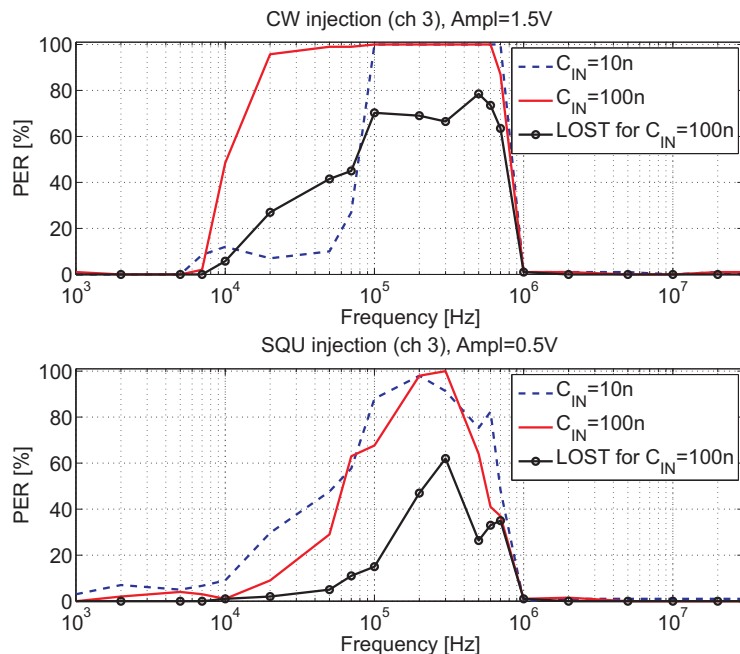 CW injection (ch 3), Ampl=1.5V
PER [%]
100
80
60
40
20
0
C_IN=10n
C_IN=100n
LOST for C_IN=100n
10^3 10^4 10^5 10^6 10^7
Frequency [Hz]
SQU injection (ch 3), Ampl=0.5V
PER [%]
100
80
60
40
20
0
C_IN=10n
C_IN=100n
LOST for C_IN=100n
10^3 10^4 10^5 10^6 10^7
Frequency [Hz]